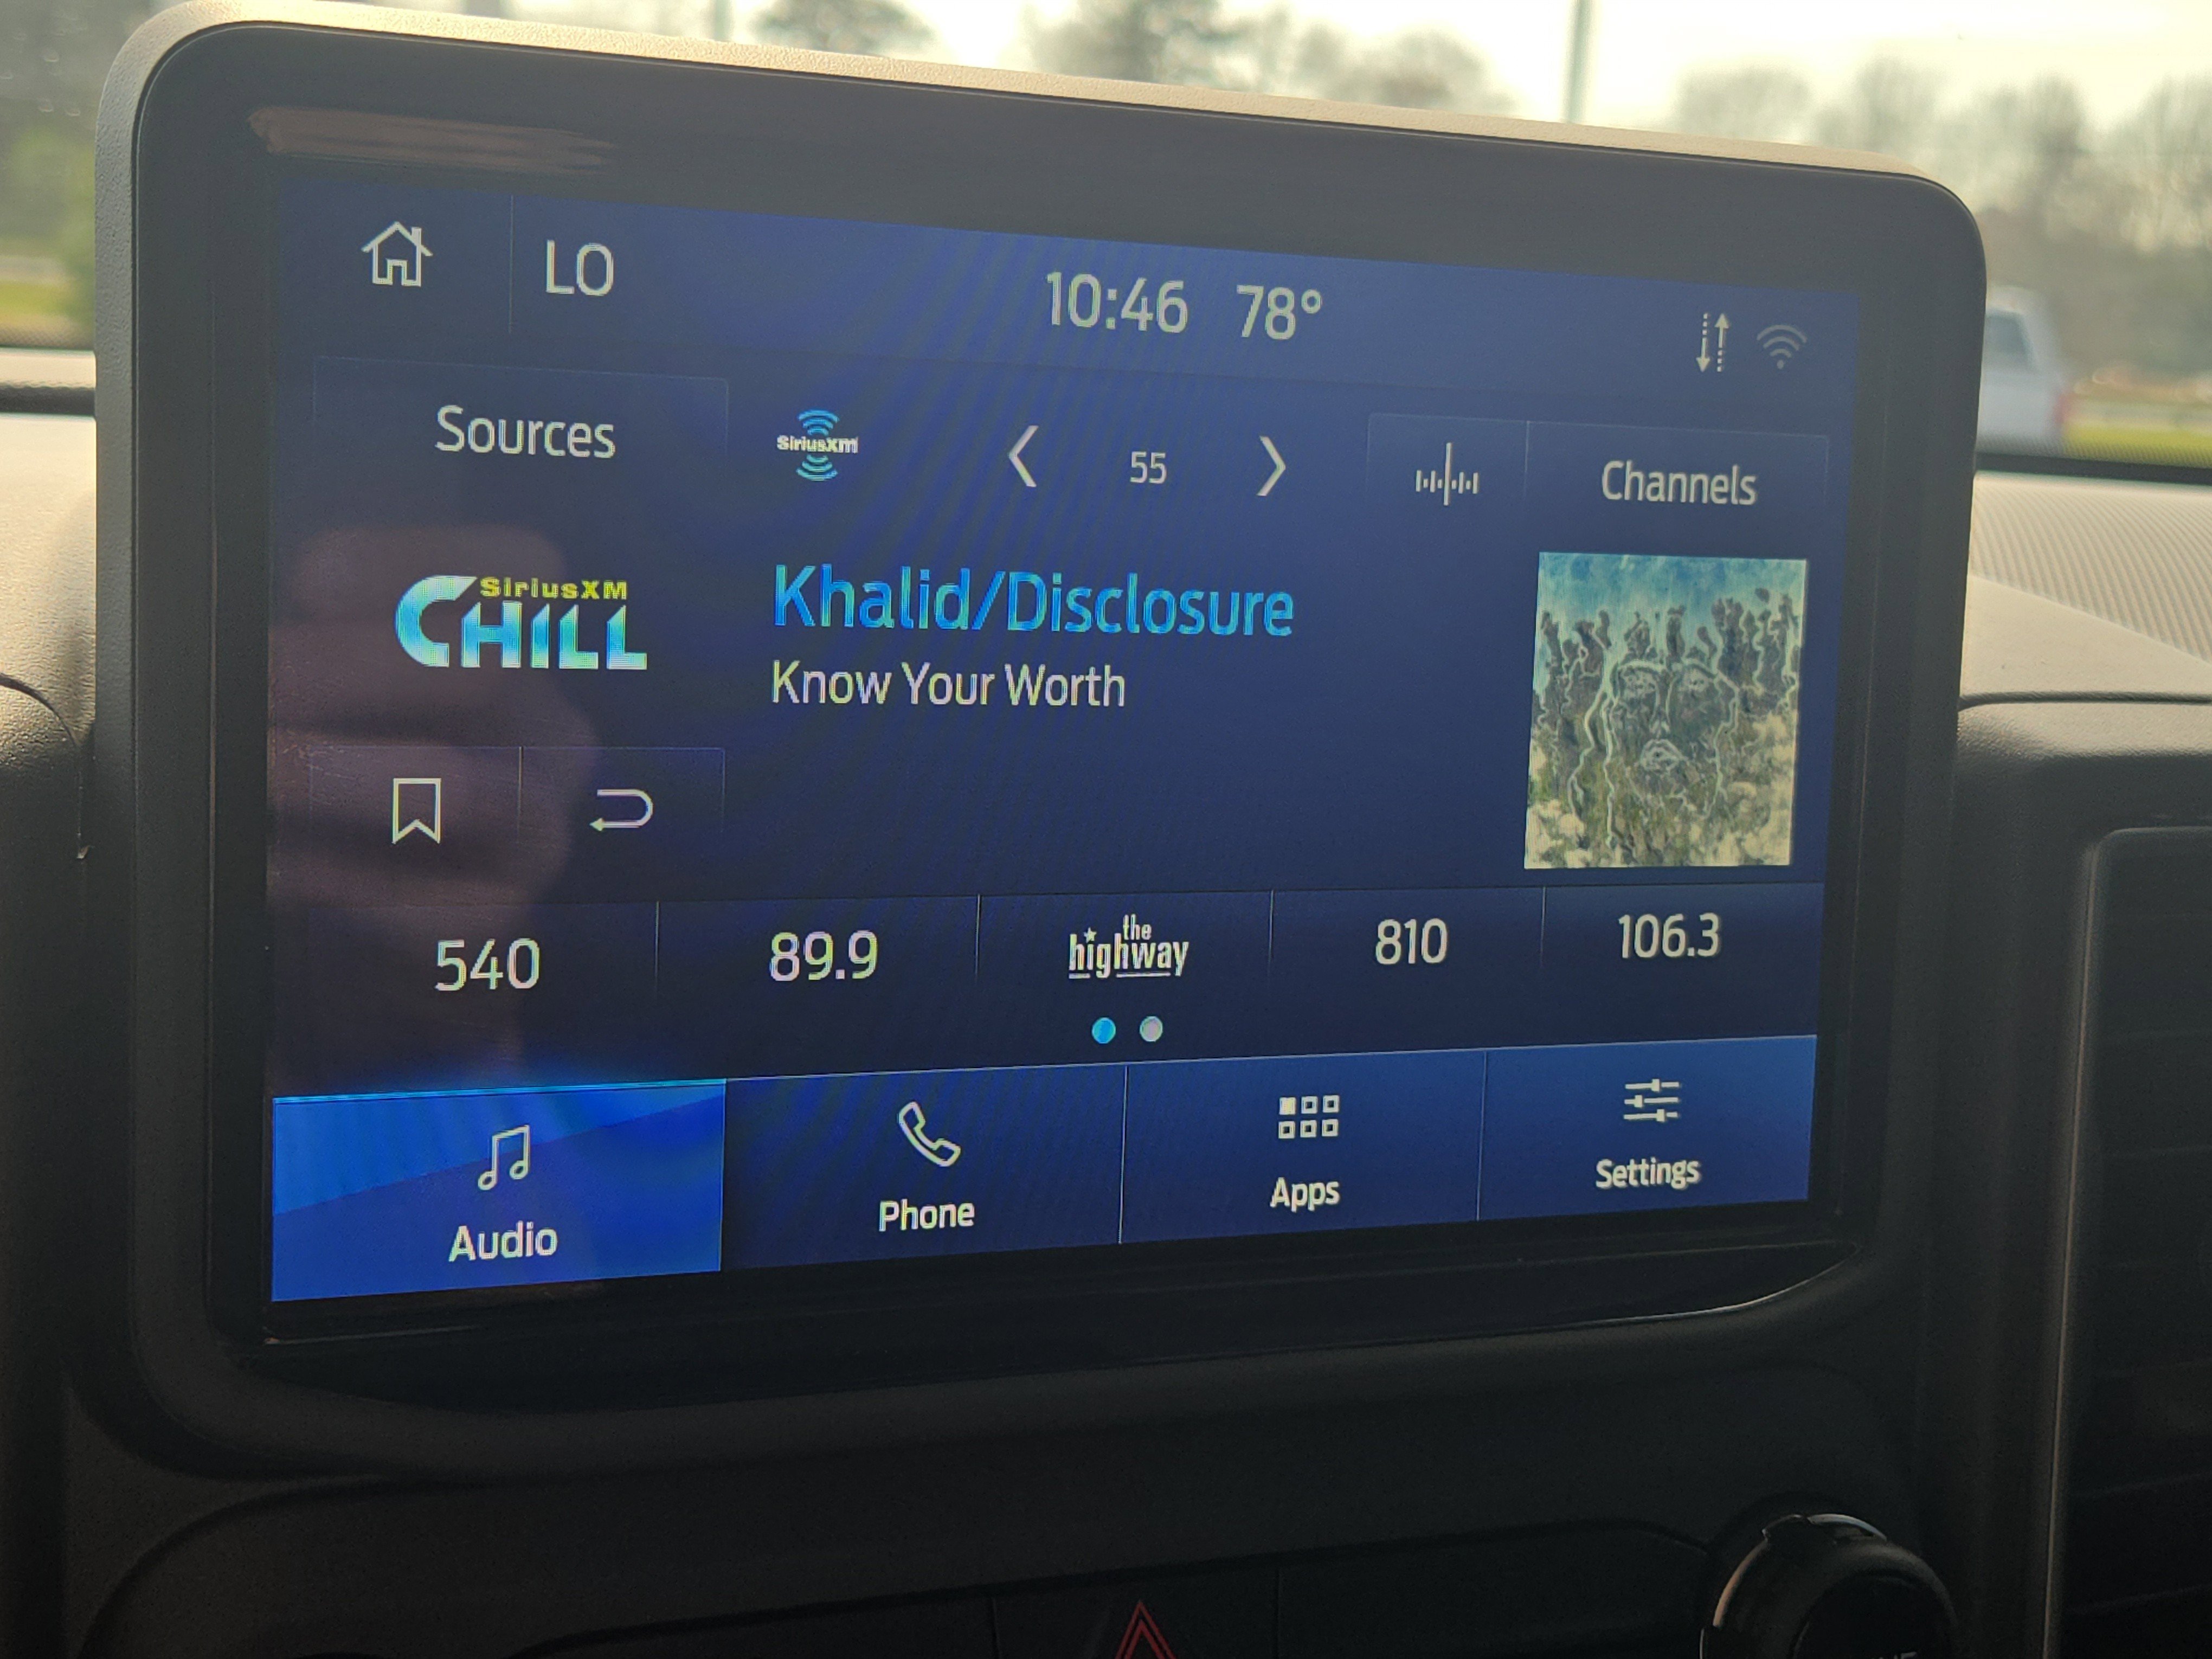 LO
10:46 78°
Sources
SiriusXM
55
Channels
SiriusXM
CHILL
Khalid/Disclosure
Know Your Worth
540
89.9
the
highway
810
106.3
Audio
Phone
Apps
Settings